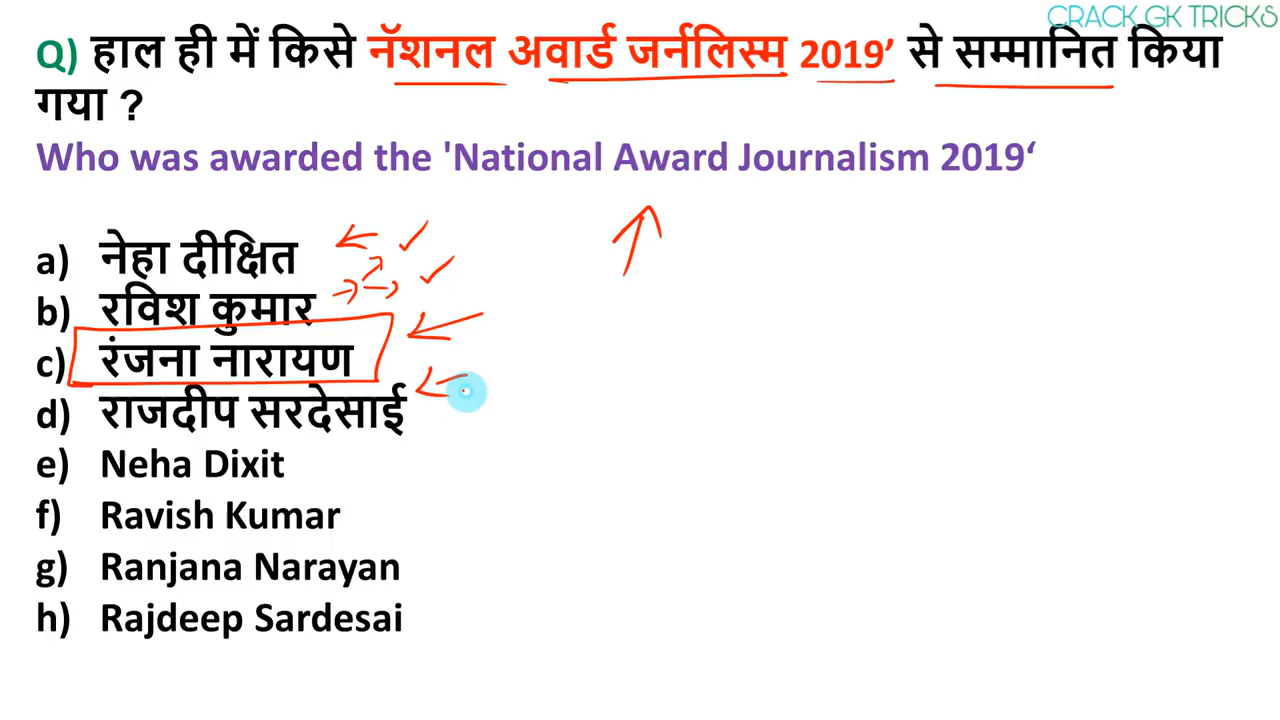 CRACK GK TRICKS
Q) हाल ही में किसे नॅशनल अवार्ड जर्नलिस्म 2019’ से सम्मानित किया
गया ?
Who was awarded the 'National Award Journalism 2019‘
a) नेहा दीक्षित
b) रविश कुमार
c) रंजना नारायण
d) राजदीप सरदेसाई
e) Neha Dixit
f) Ravish Kumar
g) Ranjana Narayan
h) Rajdeep Sardesai